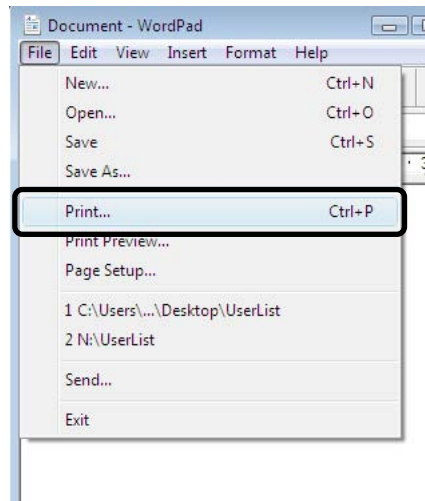 Document - WordPad
File Edit View Insert Format Help
New... Ctrl+N
Open... Ctrl+O
Save Ctrl+S
Save As...
Print... Ctrl+P
Print Preview...
Page Setup...
1 C:\Users\...\Desktop\UserList
2 N:\UserList
Send...
Exit